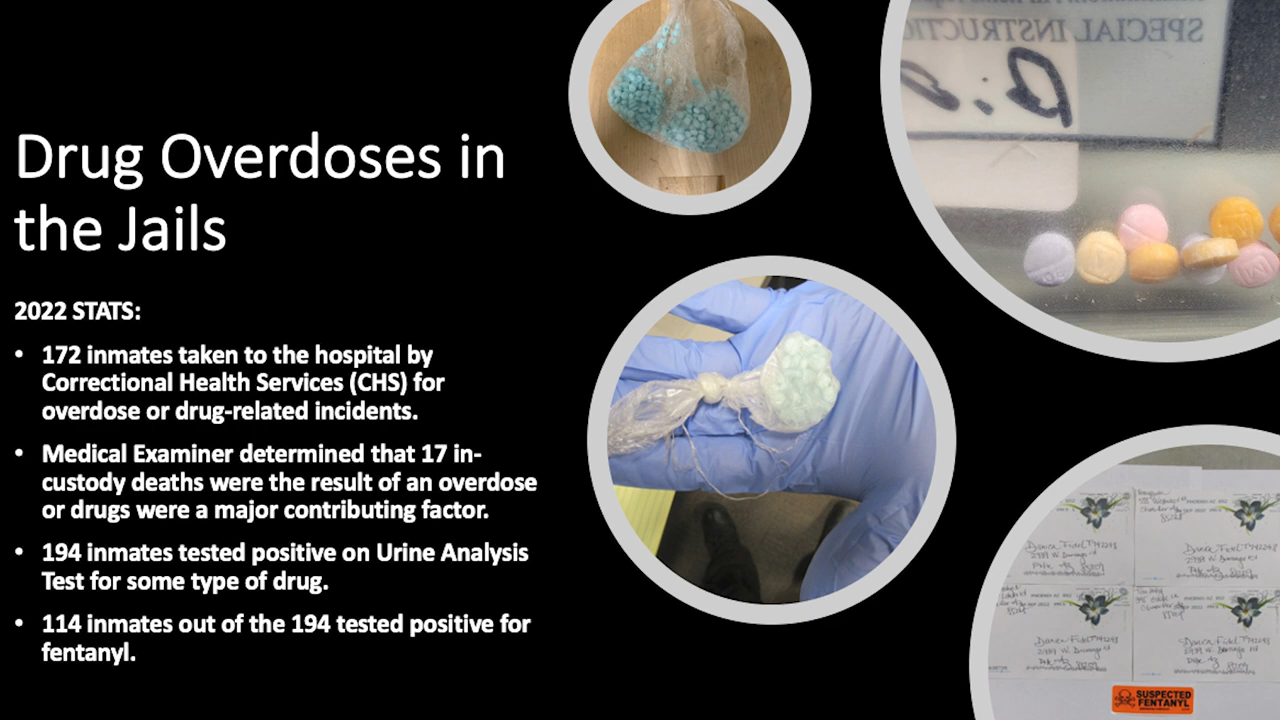 Drug Overdoses in
the Jails
2022 STATS:
• 172 inmates taken to the hospital by
Correctional Health Services (CHS) for
overdose or drug-related incidents.
• Medical Examiner determined that 17 in-
custody deaths were the result of an overdose
or drugs were a major contributing factor.
• 194 inmates tested positive on Urine Analysis
Test for some type of drug.
• 114 inmates out of the 194 tested positive for
fentanyl.
SPECIAL INSTRUCTIO
SUSPECTED
FENTANYL